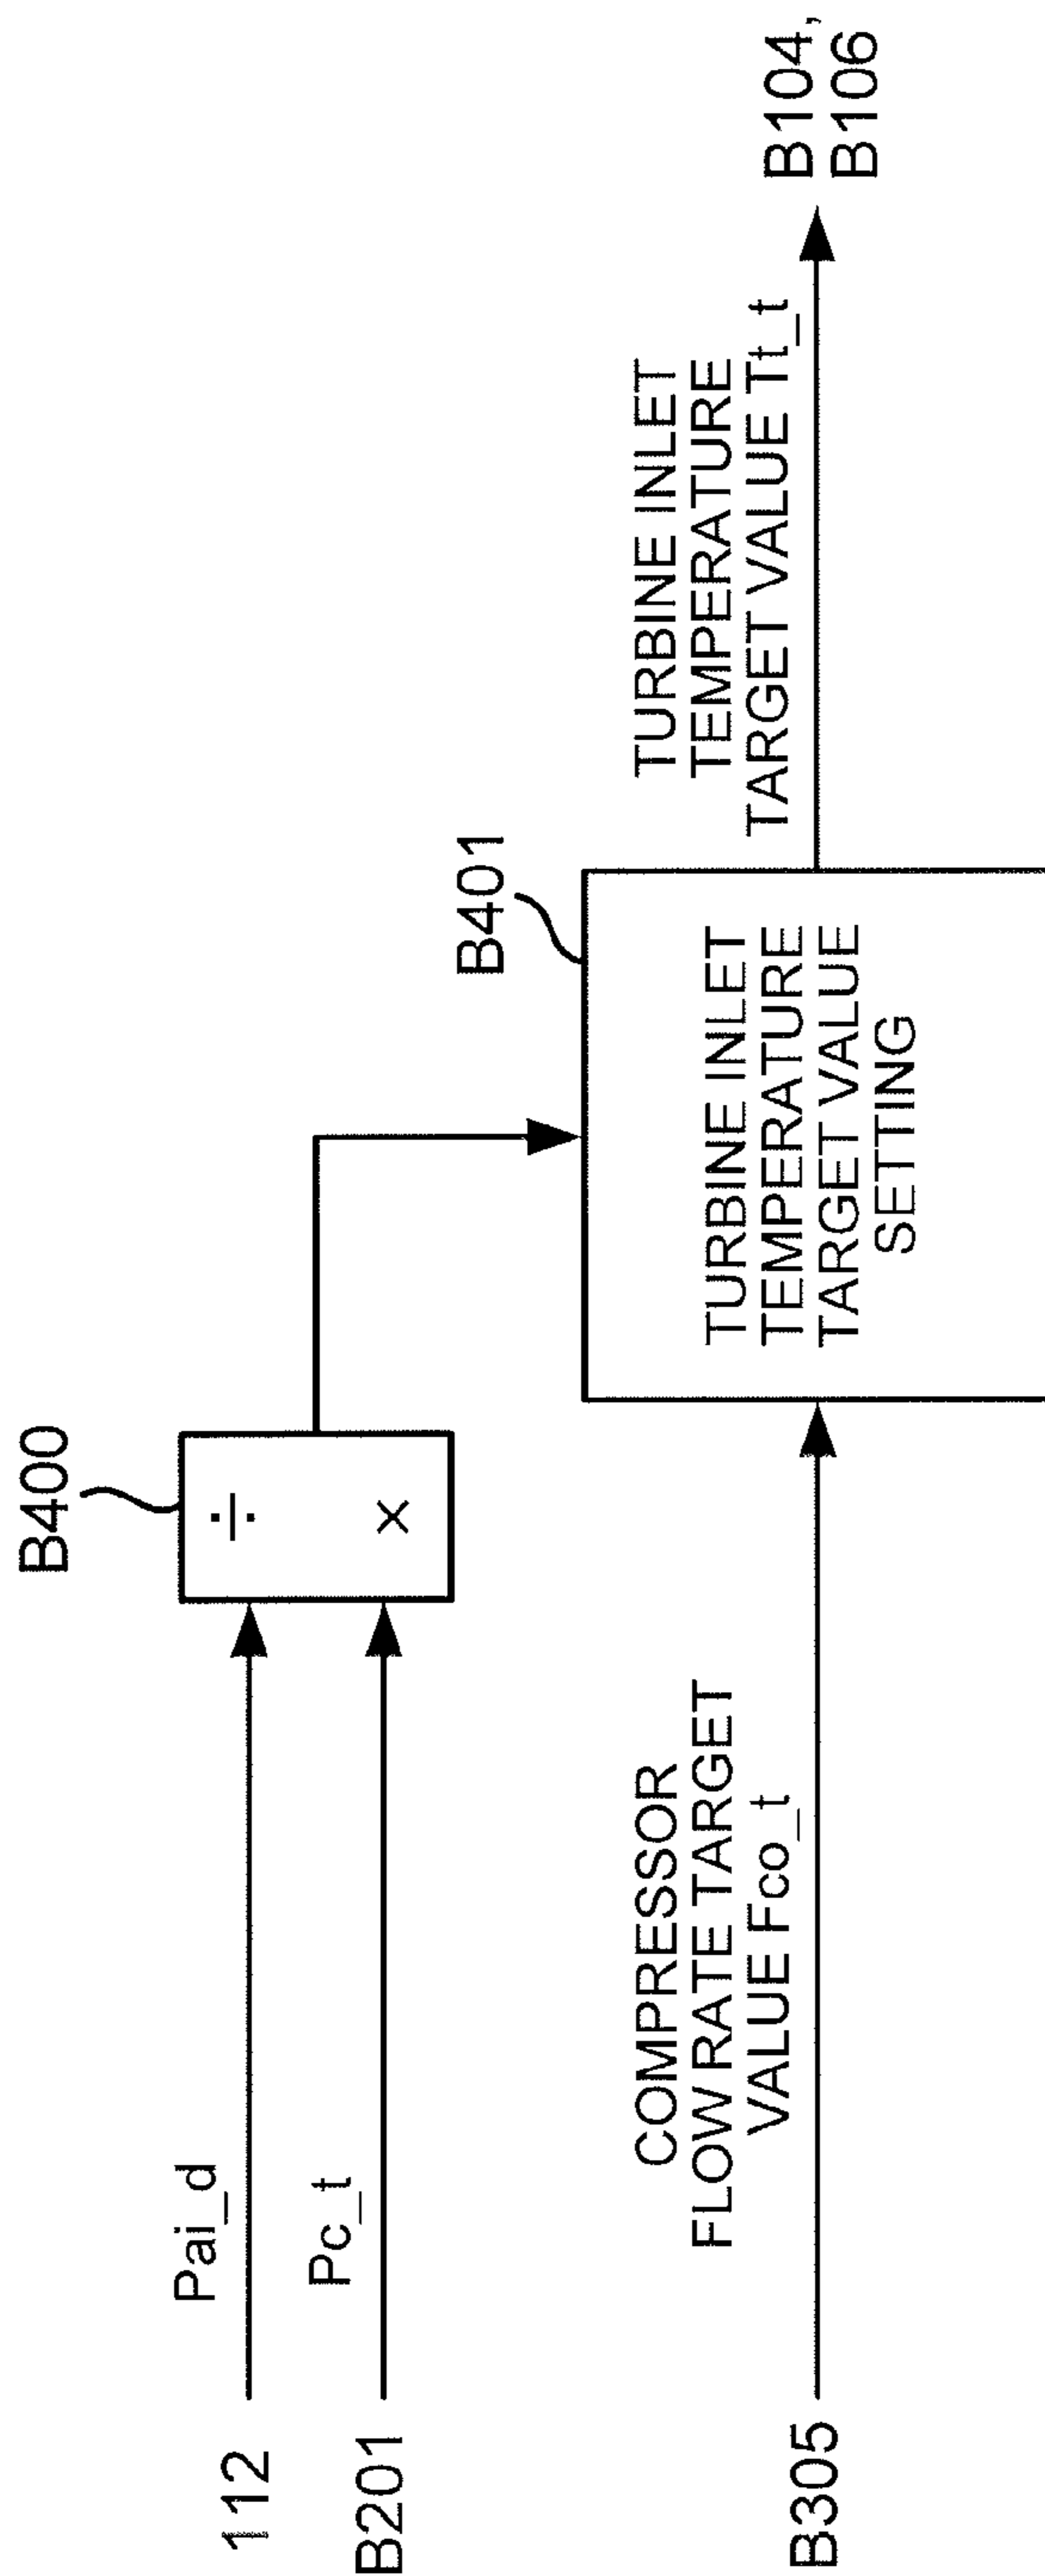 B400
112
Pai_d
÷
B201
Pc_t
×
B401
COMPRESSOR
FLOW RATE TARGET
VALUE Fco_t
B305
TURBINE INLET
TEMPERATURE
TARGET VALUE
SETTING
TURBINE INLET
TEMPERATURE
TARGET VALUE Tt_t
B104,
B106